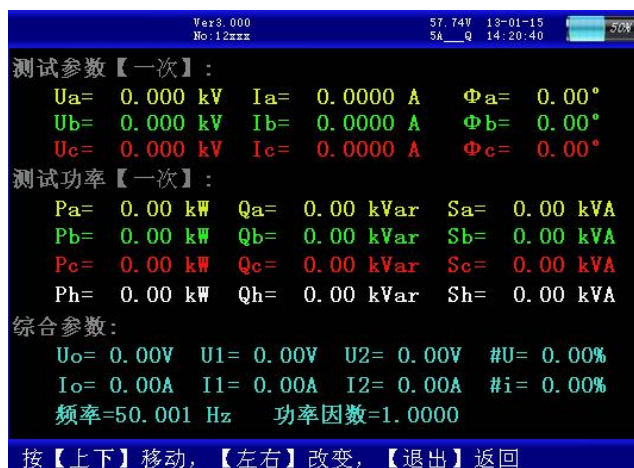 Ver3.000 57.74V 13-01-15 50%
No:12xxx 5A___Q 14:20:40
测试参数【一次】:
Ua= 0.000 kV Ia= 0.0000 A Φa= 0.00°
Ub= 0.000 kV Ib= 0.0000 A Φb= 0.00°
Uc= 0.000 kV Ic= 0.0000 A Φc= 0.00°
测试功率【一次】:
Pa= 0.00 kW Qa= 0.00 kVar Sa= 0.00 kVA
Pb= 0.00 kW Qb= 0.00 kVar Sb= 0.00 kVA
Pc= 0.00 kW Qc= 0.00 kVar Sc= 0.00 kVA
Ph= 0.00 kW Qh= 0.00 kVar Sh= 0.00 kVA
综合参数:
Uo= 0.00V U1= 0.00V U2= 0.00V #U= 0.00%
Io= 0.00A I1= 0.00A I2= 0.00A #i= 0.00%
频率=50.001 Hz 功率因数=1.0000
按【上下】移动，【左右】改变，【退出】返回